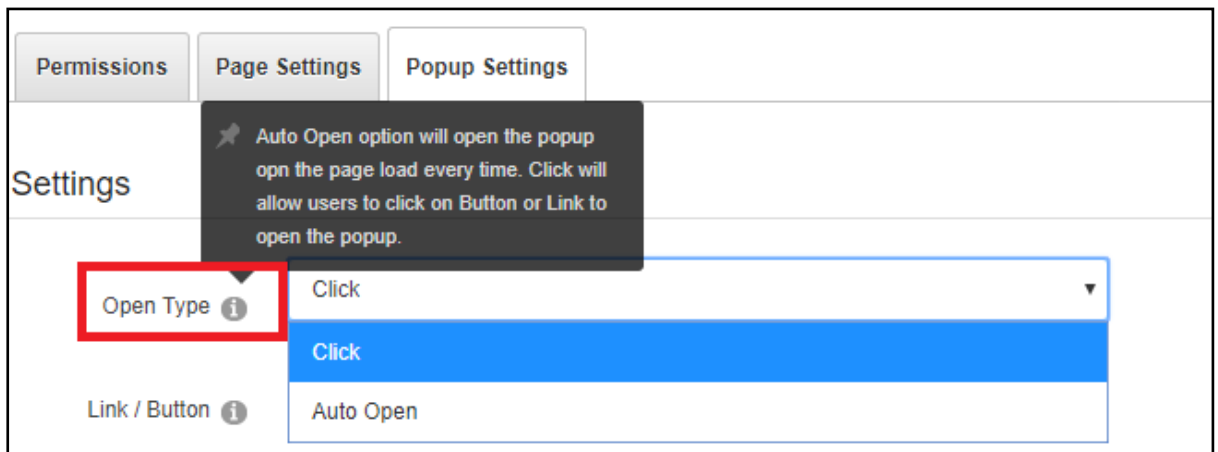 Permissions Page Settings Popup Settings
Auto Open option will open the popup
opn the page load every time. Click will
allow users to click on Button or Link to
open the popup.
Settings
Open Type
Click
Click
Link / Button
Auto Open